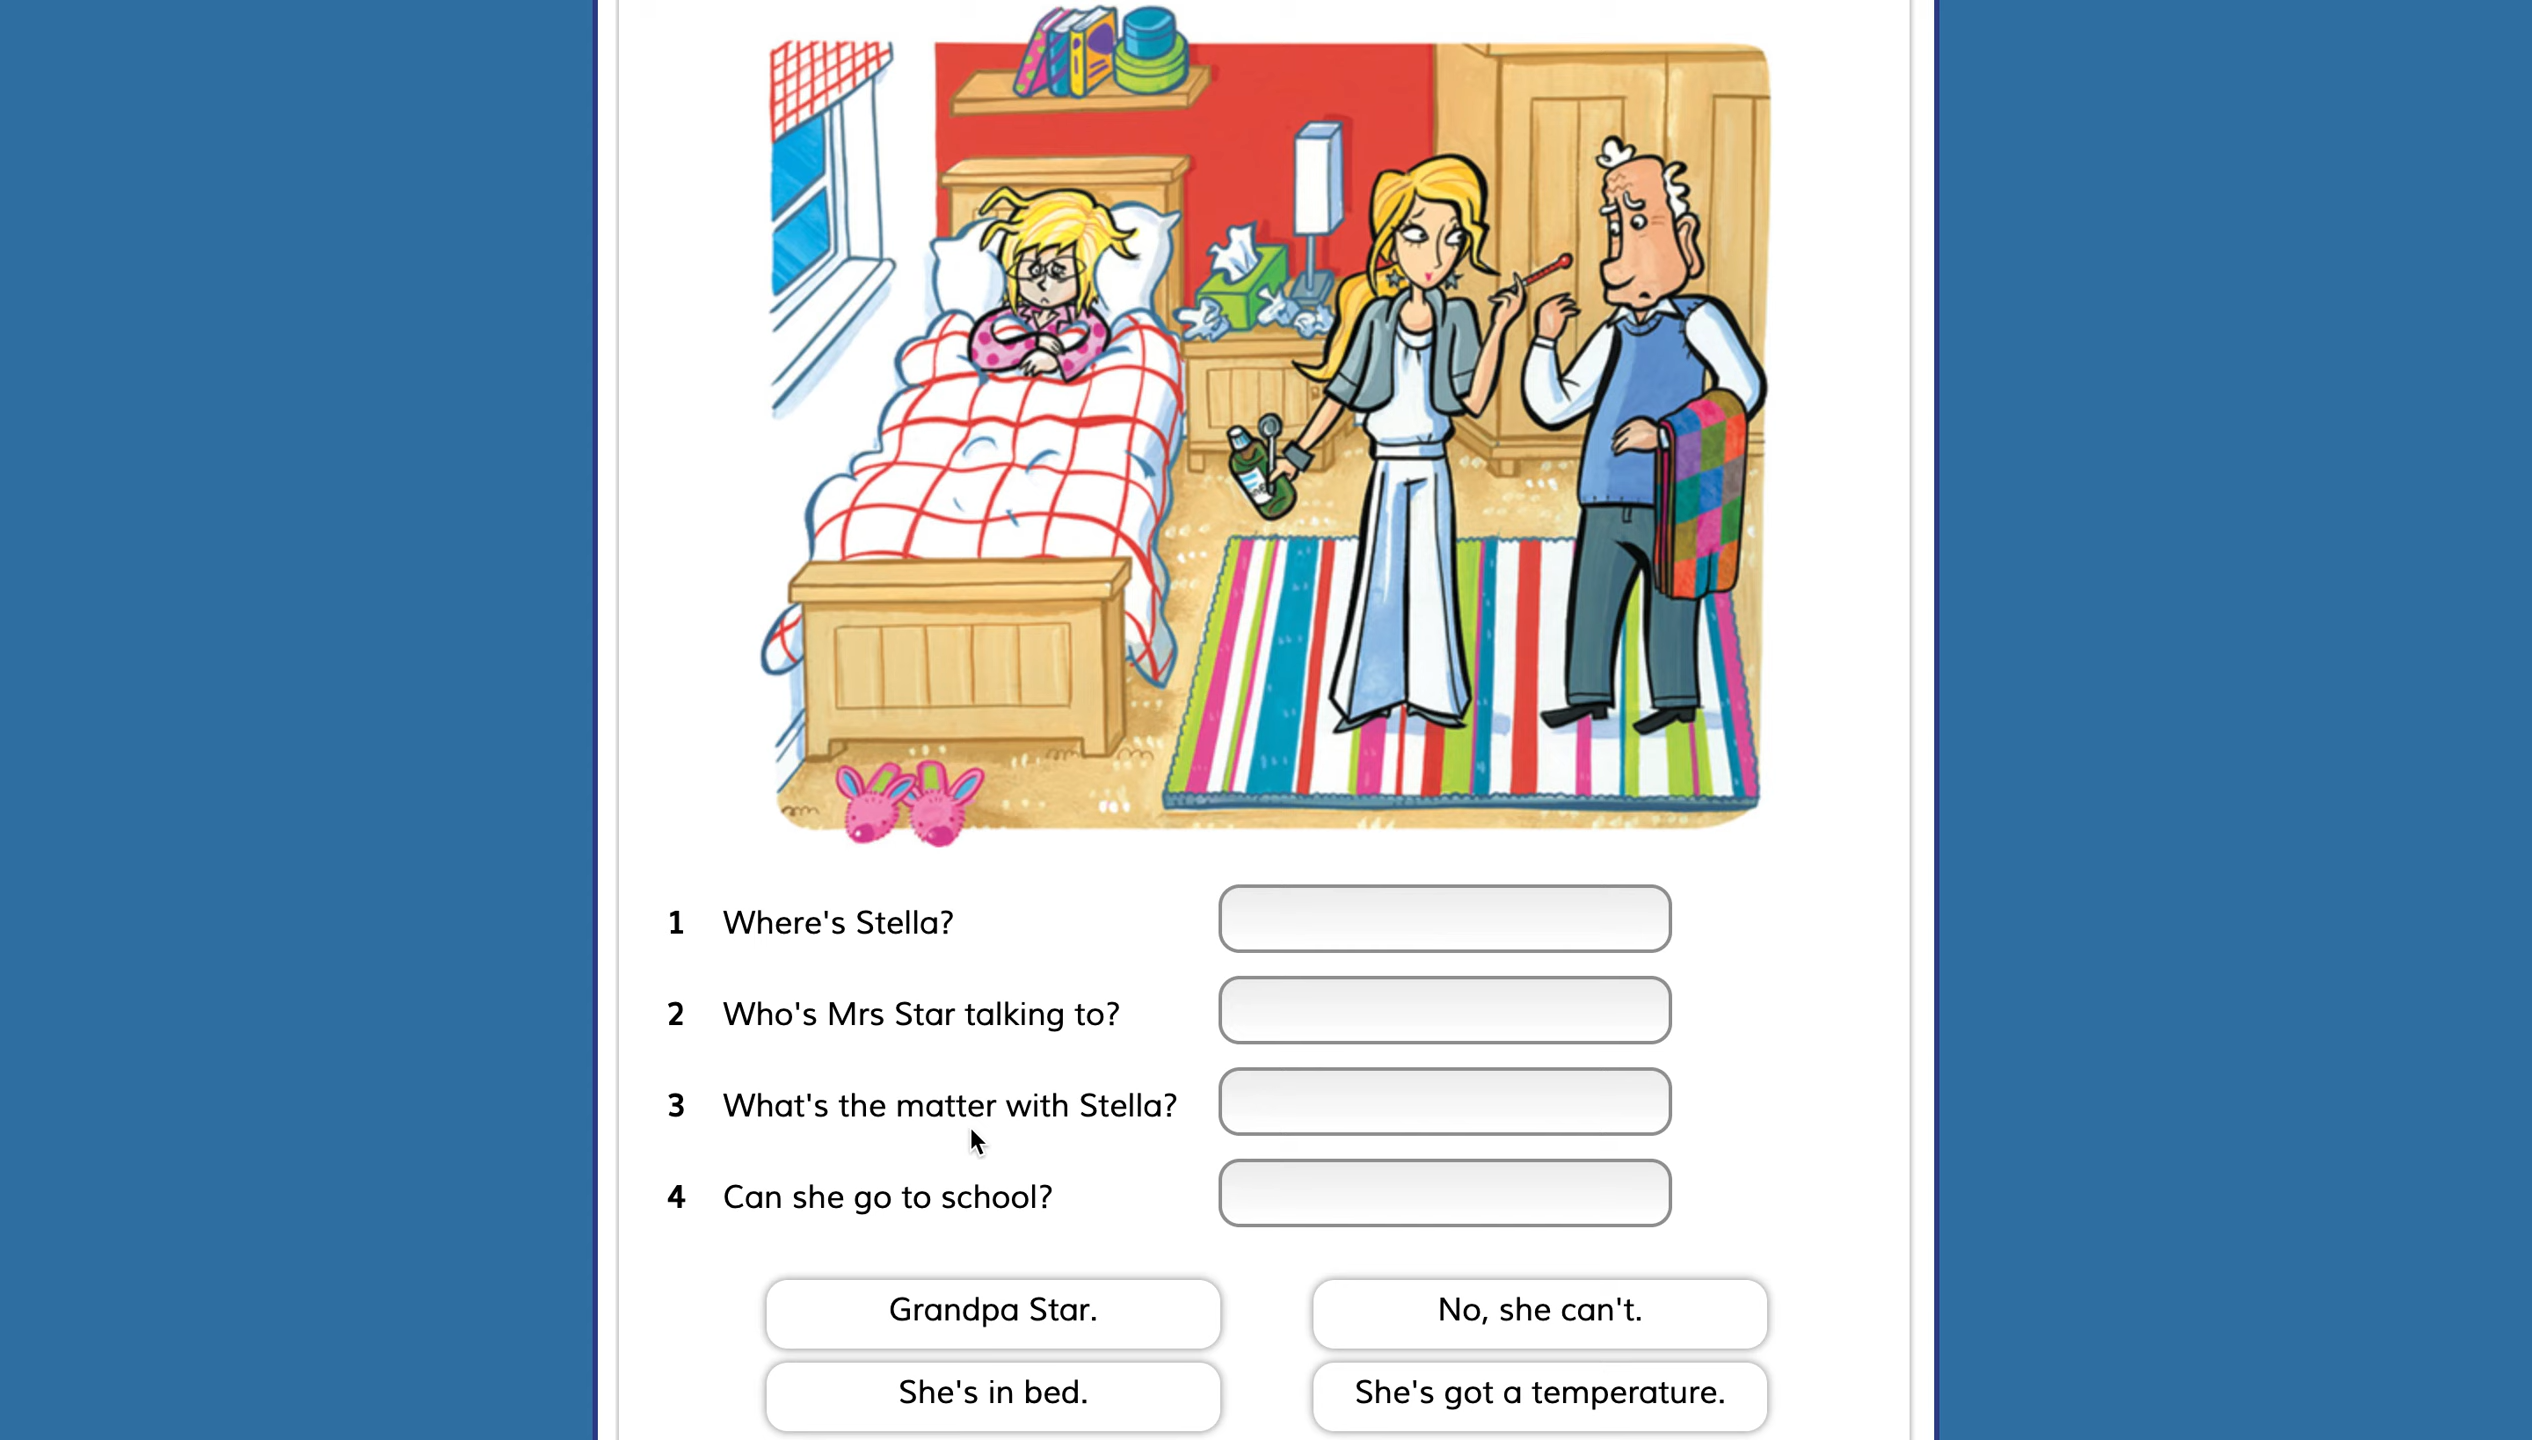 1 Where's Stella?
2 Who's Mrs Star talking to?
3 What's the matter with Stella?
4 Can she go to school?
Grandpa Star. No, she can't.
She's in bed. She's got a temperature.